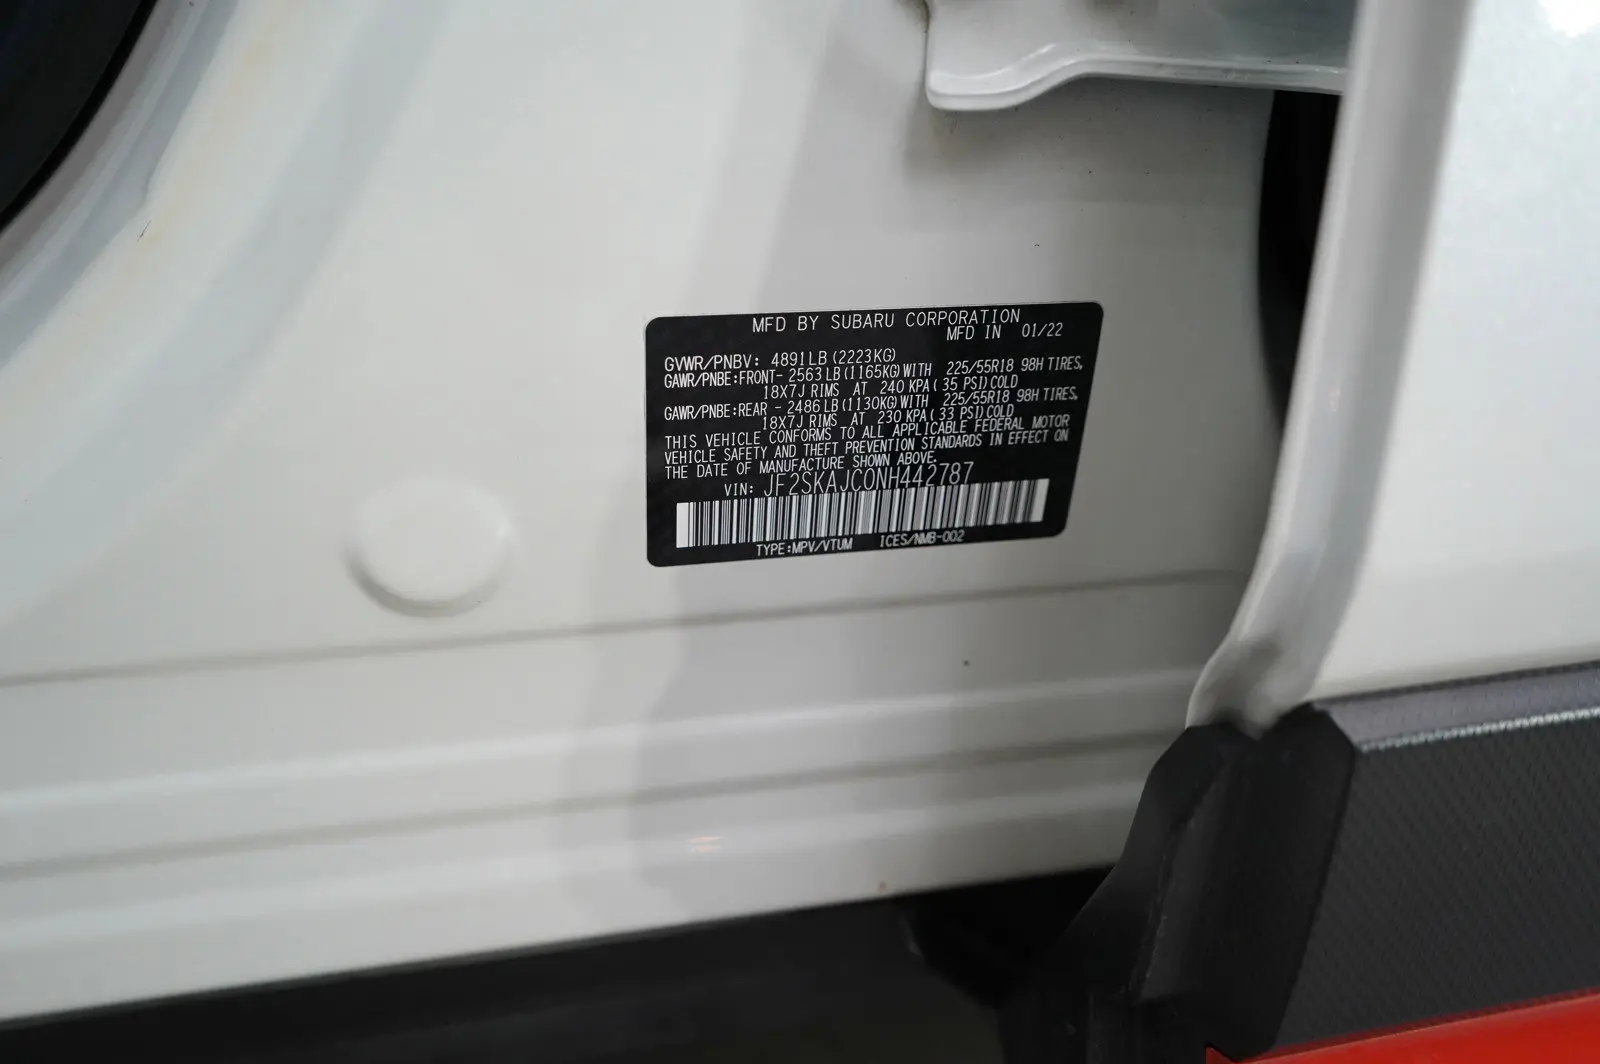 MFD BY SUBARU CORPORATION
MFD IN 01/22
GVWR/PNBV: 4891LB(2223KG)
GAWR/PNBE:FRONT- 2563LB(1165KG)WITH 225/55R18 98H TIRES,
18X7J RIMS AT 240 KPA( 35 PSI)COLD
GAWR/PNBE:REAR - 2486LB(1130KG)WITH 225/55R18 98H TIRES,
18X7J RIMS AT 230 KPA( 33 PSI)COLD
THIS VEHICLE CONFORMS TO ALL APPLICABLE FEDERAL MOTOR
VEHICLE SAFETY AND THEFT PREVENTION STANDARDS IN EFFECT ON
THE DATE OF MANUFACTURE SHOWN ABOVE.
VIN: JF2SKAJC0NH442787
TYPE:MPV/VTUM ICES/NMB-002